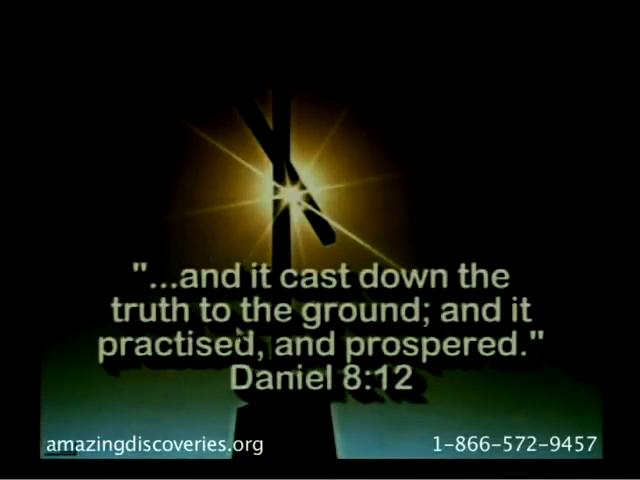 "...and it cast down the
truth to the ground; and it
practised, and prospered."
Daniel 8:12
amazingdiscoveries.org
1-866-572-9457